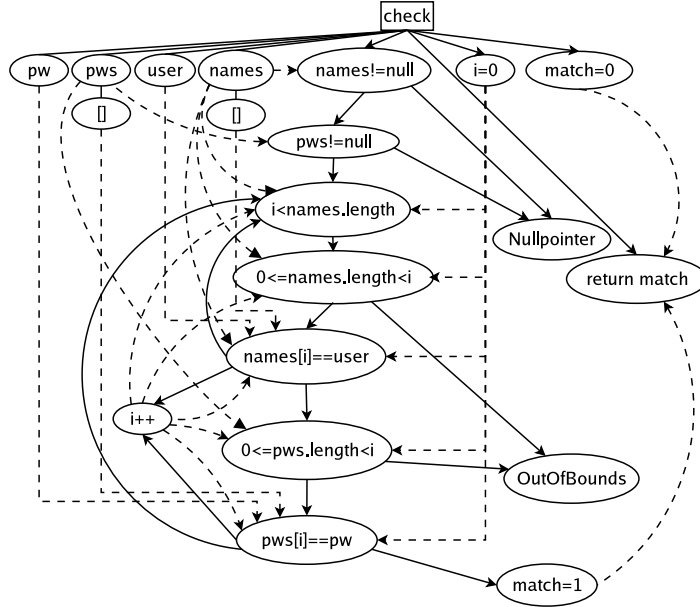 check
pw
pws
user
names
names!=null
i=0
match=0
[]
[]
pws!=null
i<names.length
Nullpointer
0<=names.length<i
return match
names[i]==user
i++
0<=pws.length<i
OutOfBounds
pws[i]==pw
match=1